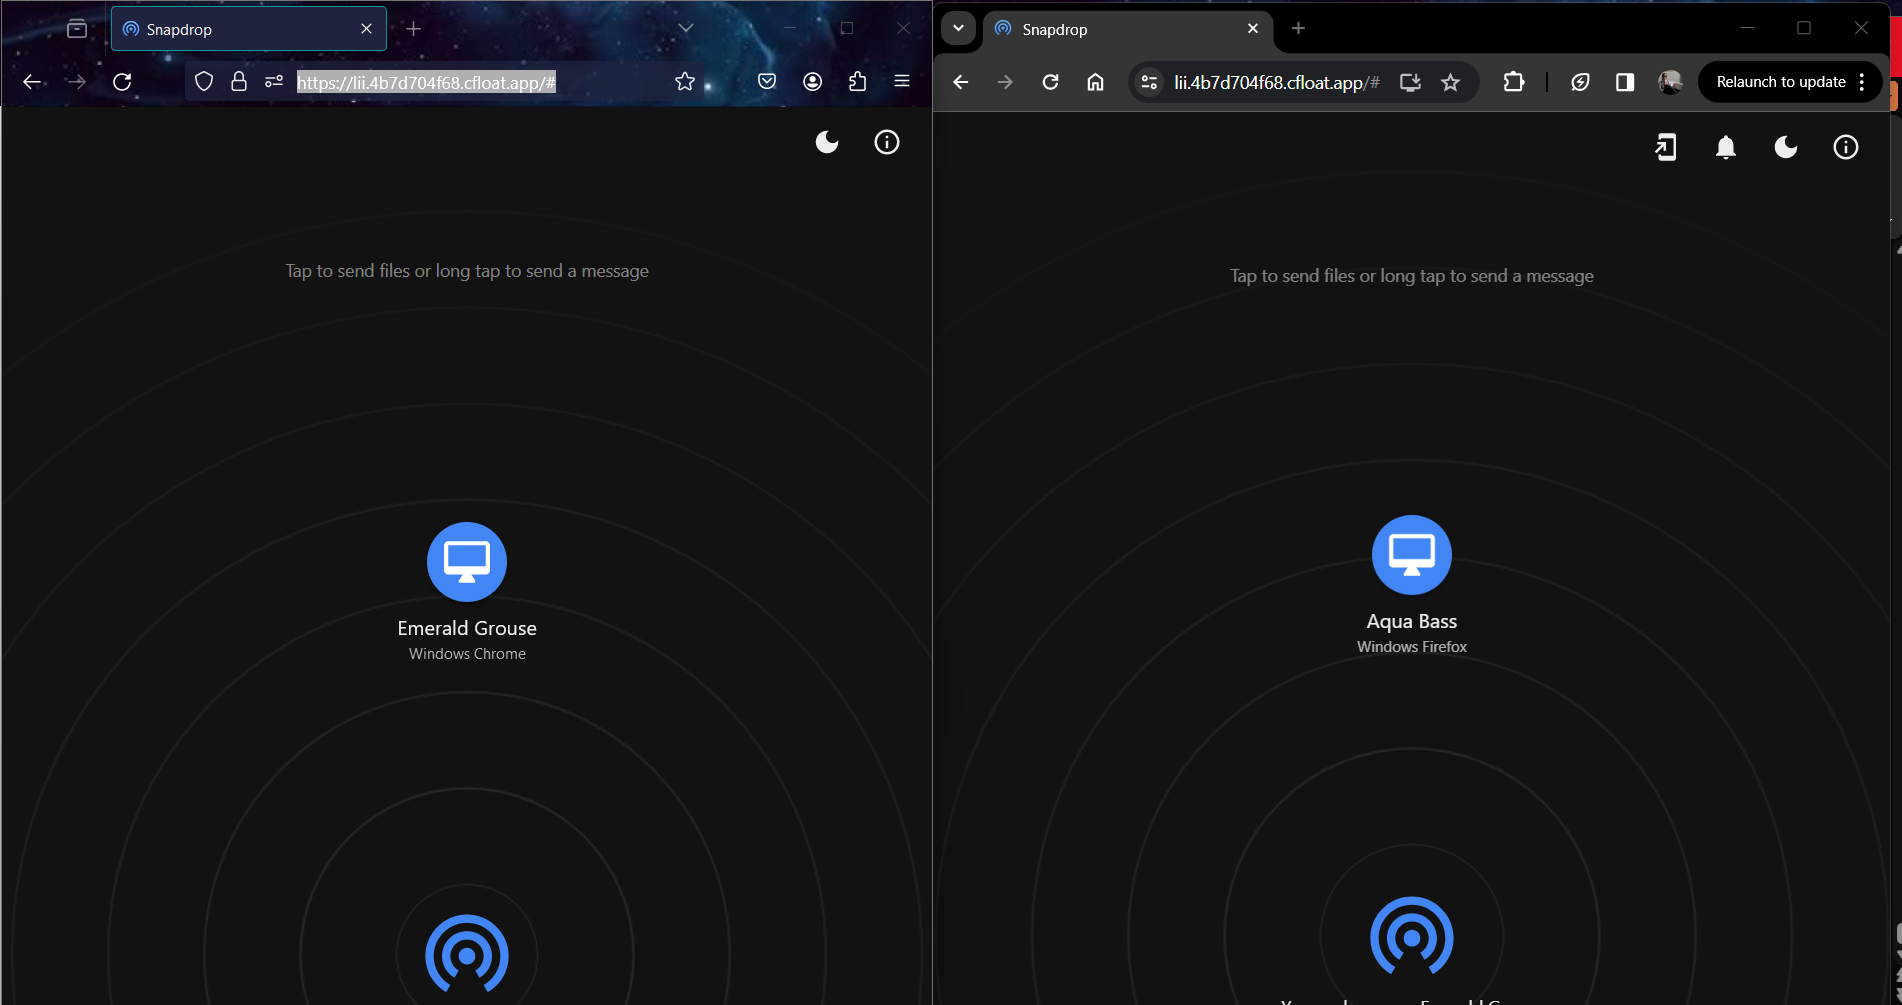 Snapdrop
https://lii.4b7d704f68.cfloat.app/#
Tap to send files or long tap to send a message
Emerald Grouse
Windows Chrome
Snapdrop
lii.4b7d704f68.cfloat.app/#
Relaunch to update
Tap to send files or long tap to send a message
Aqua Bass
Windows Firefox